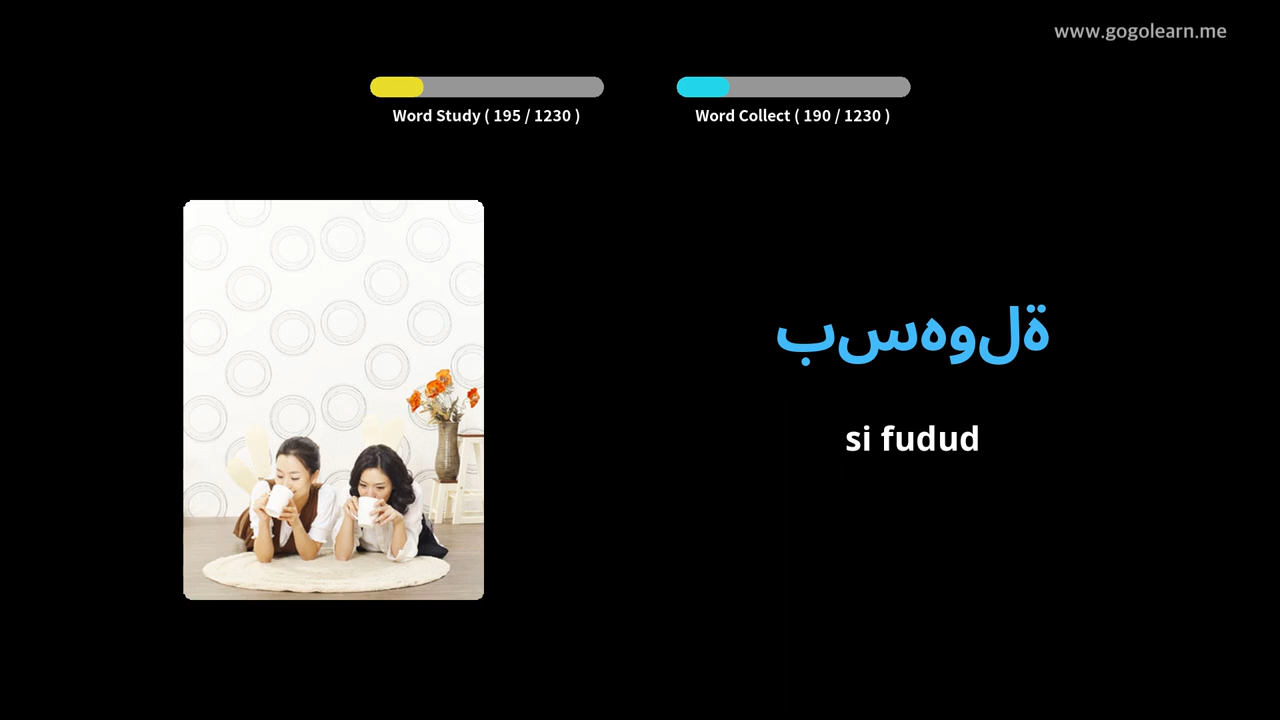 www.gogolearn.me
Word Study ( 195 / 1230 )
Word Collect ( 190 / 1230 )
بسهولة
si fudud